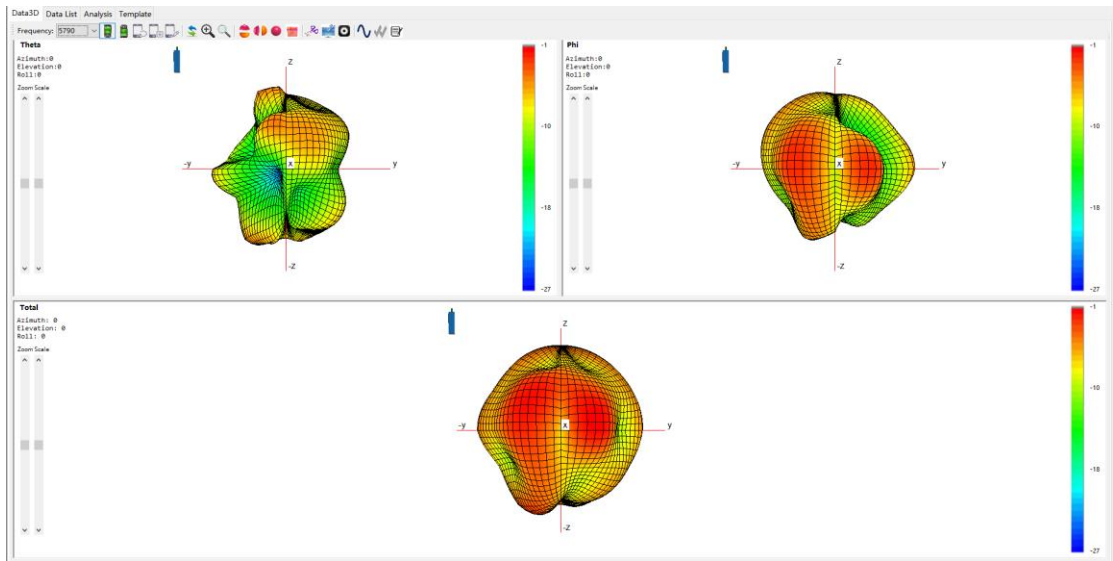 Data3D Data List Analysis Template
Frequency: 5790
Theta
Azimuth:0
Elevation:0
Roll:0
Zoom Scale
Z
-y
x
y
-Z
-1
-10
-18
-27
Phi
Azimuth:0
Elevation:0
Roll:0
Zoom Scale
Z
-y
x
y
-Z
-1
-10
-18
-27
Total
Azimuth: 0
Elevation: 0
Roll: 0
Zoom Scale
Z
-y
x
y
-Z
-1
-10
-18
-27